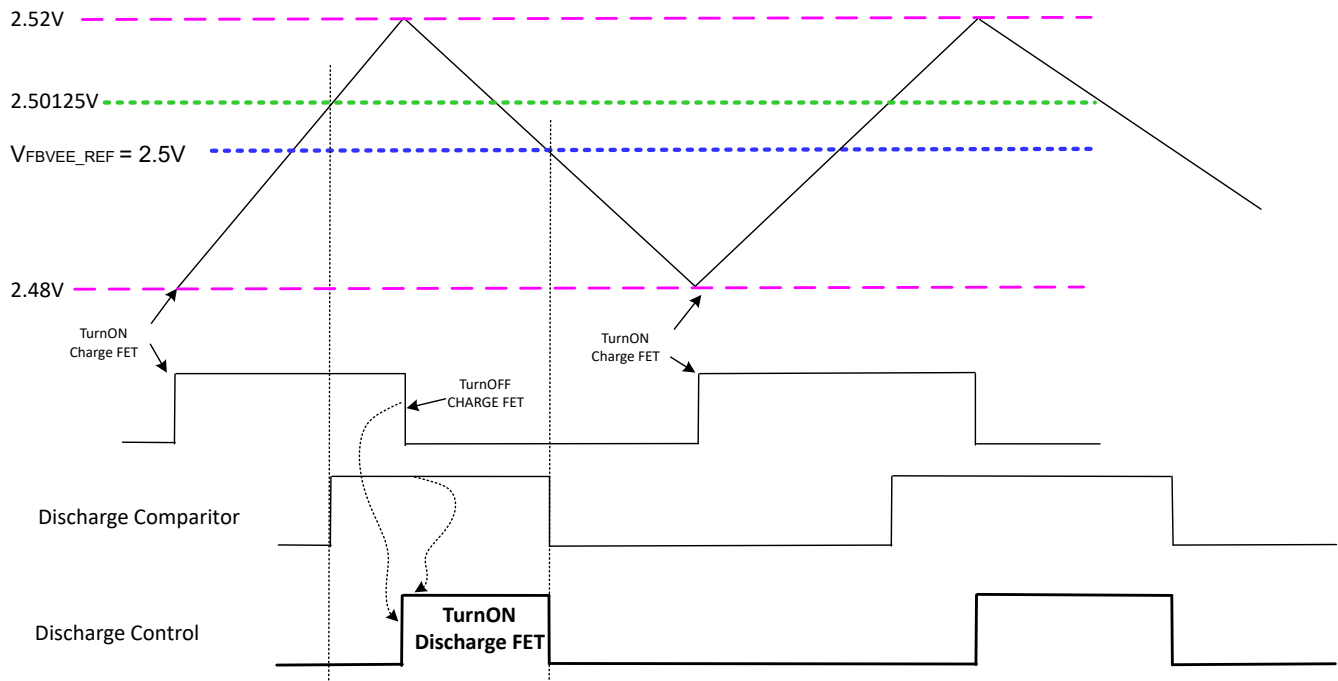 2.52V
2.50125V
VFBVEE_REF = 2.5V
2.48V
TurnON
Charge FET
TurnON
Charge FET
TurnOFF
CHARGE FET
Discharge Comparitor
Discharge Control
TurnON
Discharge FET